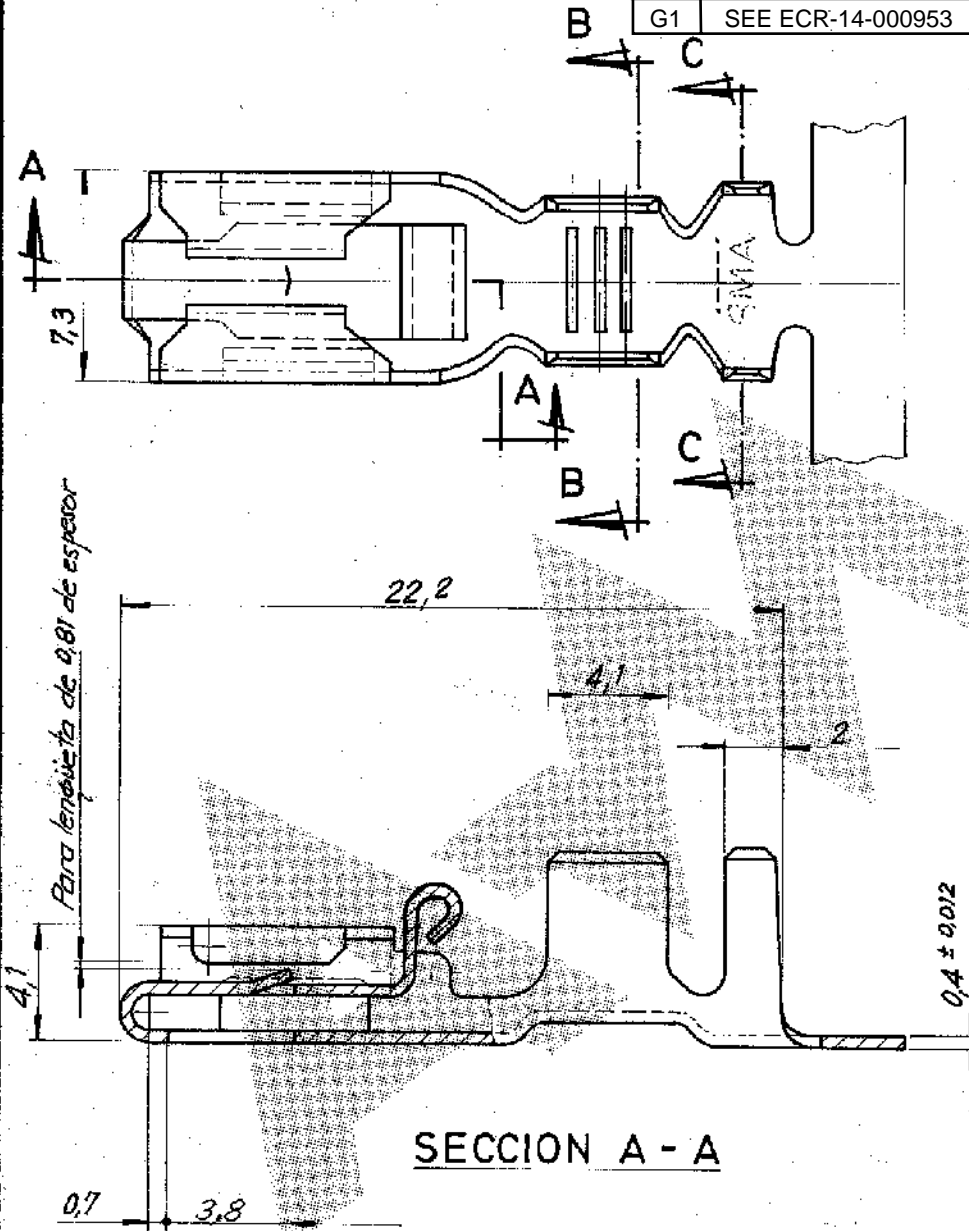 G1 SEE ECR-14-000953
B
C
A
7,3
A
B
C
Para lengüeta de 0,81 de espesor
22,2
4,1
2
4,1
0,4 ± 0,012
SECCION A - A
0,7
3,8